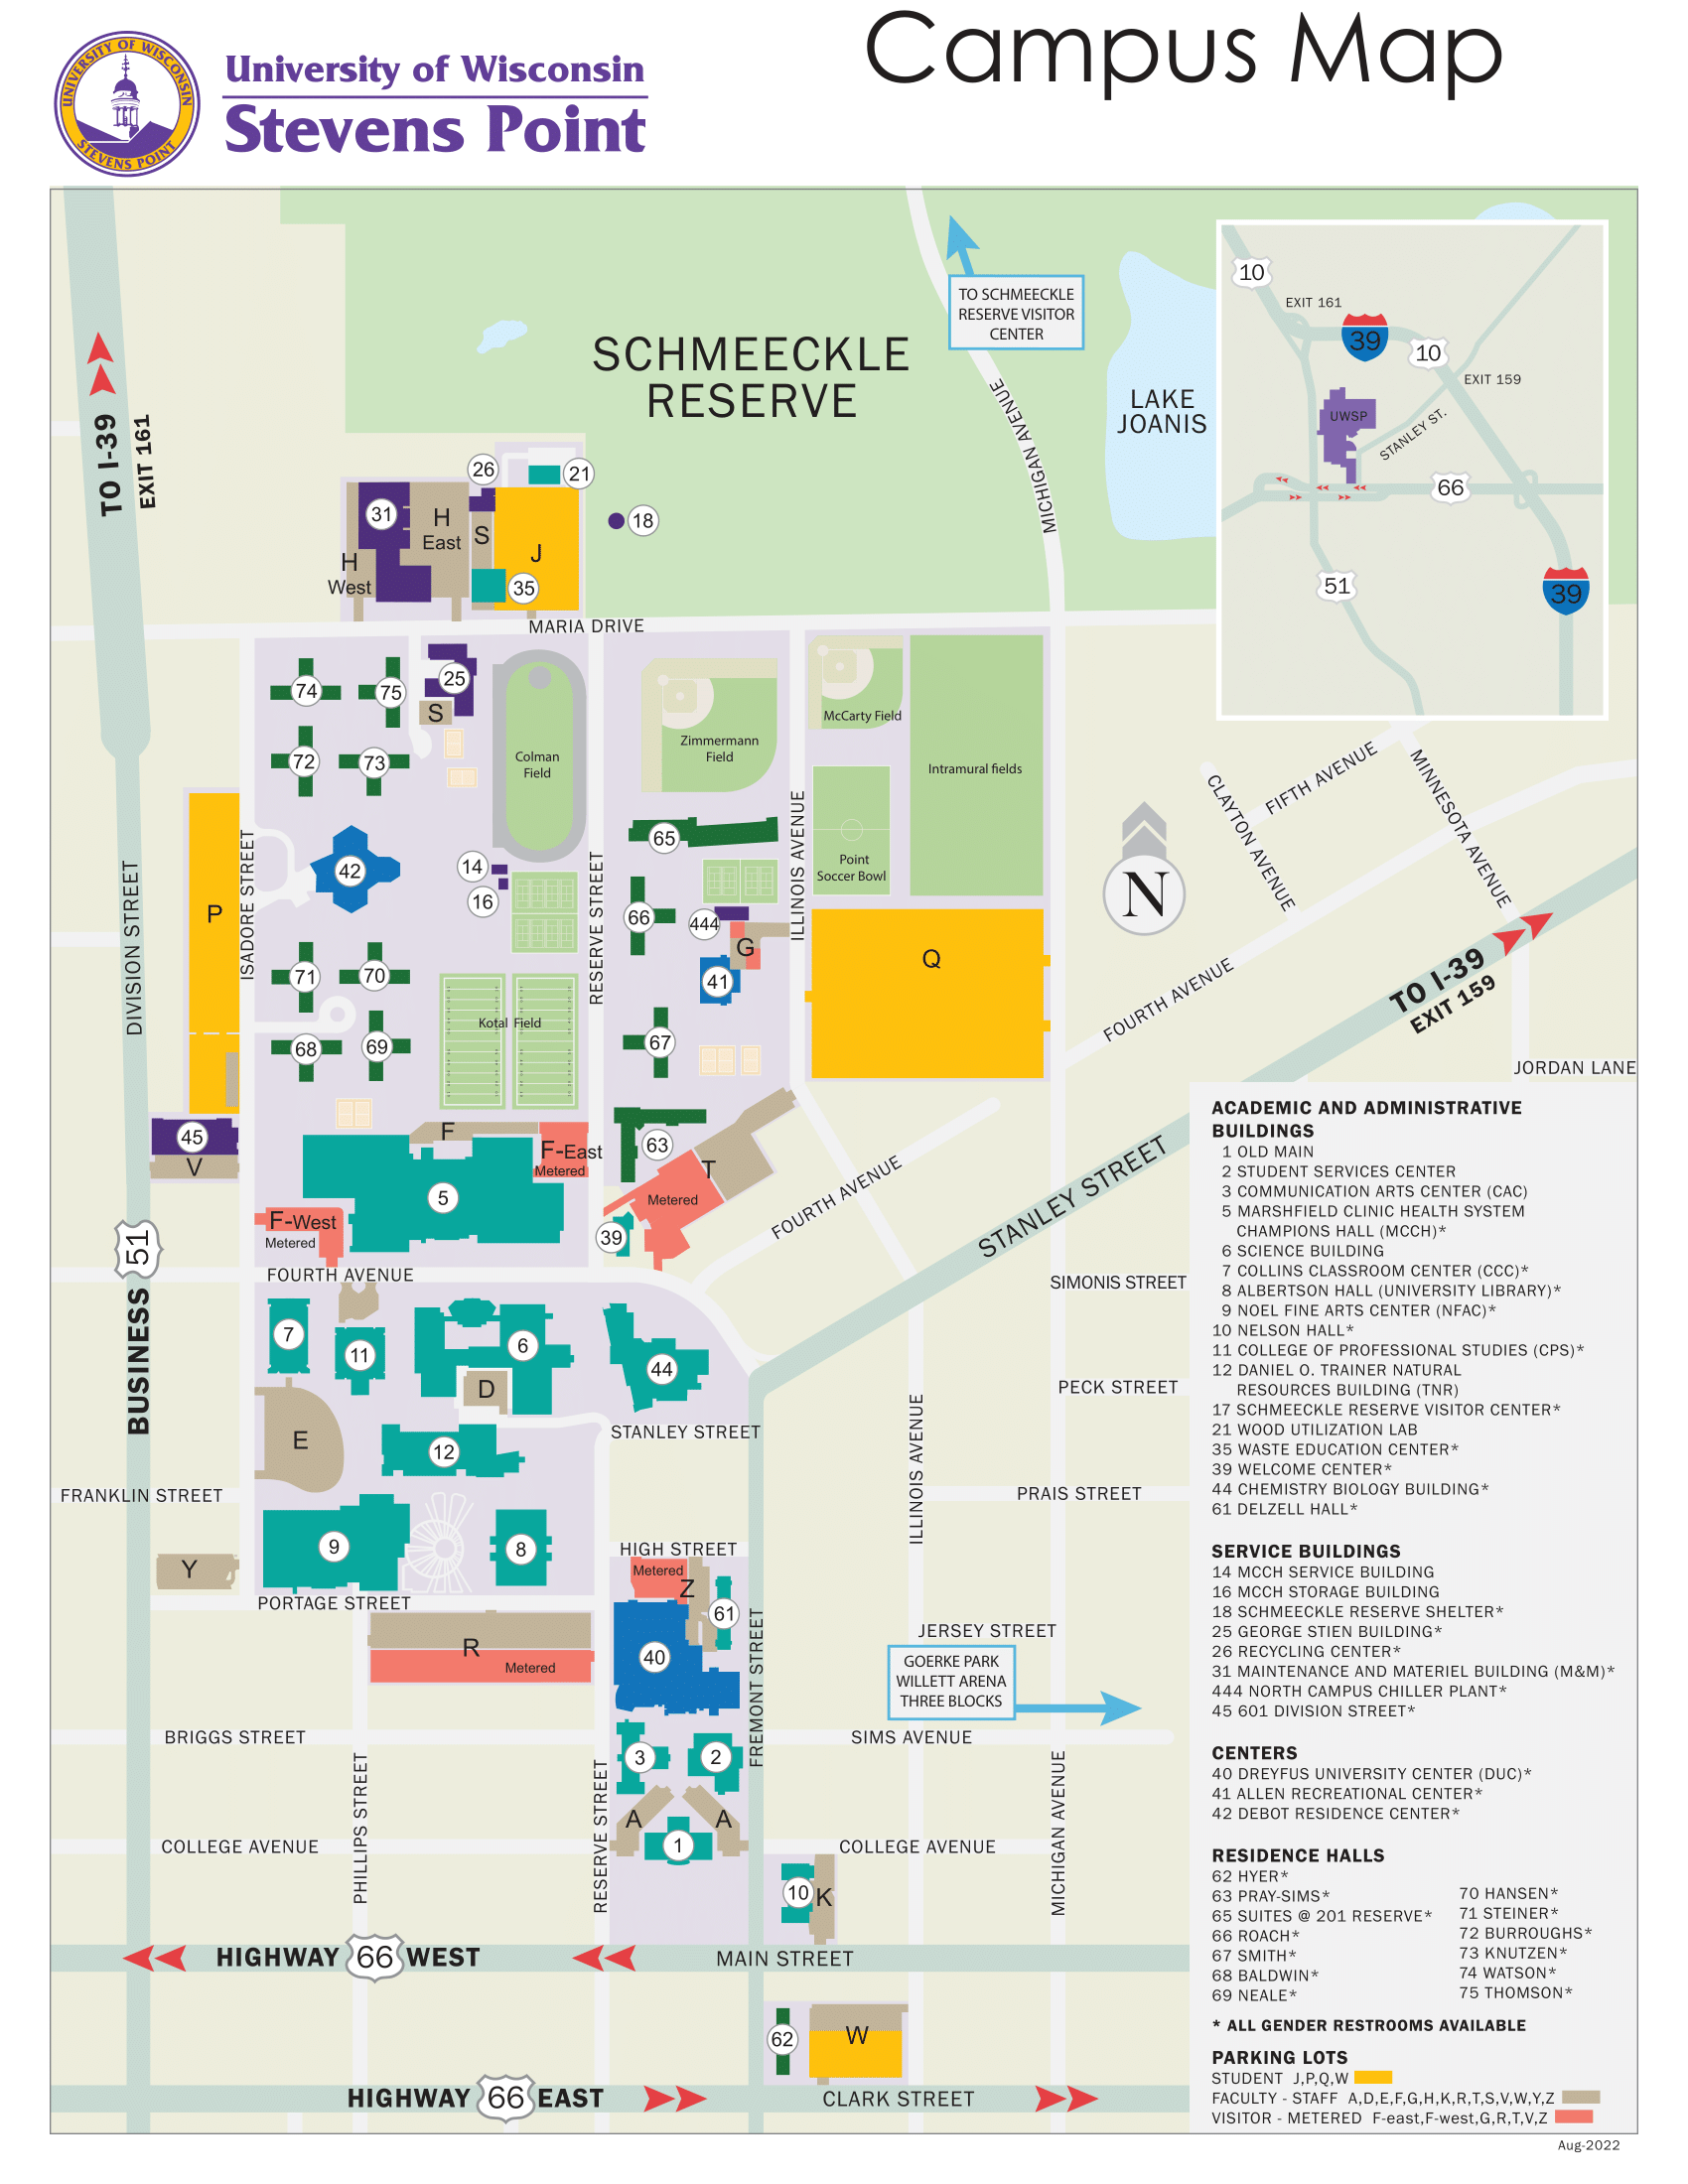 Campus Map
UNIVERSITY OF WISCONSIN
STEVENS POINT
University of Wisconsin
Stevens Point
TO SCHMEECKLE
RESERVE VISITOR
CENTER
SCHMEECKLE
RESERVE
LAKE
JOANIS
MICHIGAN AVENUE
TO I-39
EXIT 161
10
EXIT 161
39
10
EXIT 159
UWSP
STANLEY ST.
66
51
39
26
21
31
H
East
S
J
18
H
West
35
MARIA DRIVE
74
75
25
S
72
73
Colman
Field
Zimmermann
Field
McCarty Field
Intramural fields
Point
Soccer Bowl
65
42
14
16
P
ISADORE STREET
DIVISION STREET
RESERVE STREET
ILLINOIS AVENUE
66
444
G
41
Q
N
CLAYTON AVENUE
FIFTH AVENUE
MINNESOTA AVENUE
FOURTH AVENUE
TO I-39
EXIT 159
JORDAN LANE
71
70
Kotal Field
68
69
67
45
V
F
F-East
Metered
63
T
Metered
5
F-West
Metered
39
51
BUSINESS
FOURTH AVENUE
FOURTH AVENUE
STANLEY STREET
SIMONIS STREET
7
11
6
44
D
PECK STREET
E
12
STANLEY STREET
ILLINOIS AVENUE
FRANKLIN STREET
PRAIS STREET
9
8
HIGH STREET
Metered
Z
Y
61
PORTAGE STREET
R
Metered
40
FREMONT STREET
JERSEY STREET
GOERKE PARK
WILLETT ARENA
THREE BLOCKS
BRIGGS STREET
SIMS AVENUE
3
2
PHILLIPS STREET
RESERVE STREET
MICHIGAN AVENUE
A
A
1
COLLEGE AVENUE
COLLEGE AVENUE
10
K
HIGHWAY 66 WEST
MAIN STREET
62
W
HIGHWAY 66 EAST
CLARK STREET
ACADEMIC AND ADMINISTRATIVE
BUILDINGS
1 OLD MAIN
2 STUDENT SERVICES CENTER
3 COMMUNICATION ARTS CENTER (CAC)
5 MARSHFIELD CLINIC HEALTH SYSTEM
CHAMPIONS HALL (MCCH)*
6 SCIENCE BUILDING
7 COLLINS CLASSROOM CENTER (CCC)*
8 ALBERTSON HALL (UNIVERSITY LIBRARY)*
9 NOEL FINE ARTS CENTER (NFAC)*
10 NELSON HALL*
11 COLLEGE OF PROFESSIONAL STUDIES (CPS)*
12 DANIEL O. TRAINER NATURAL
RESOURCES BUILDING (TNR)
17 SCHMEECKLE RESERVE VISITOR CENTER*
21 WOOD UTILIZATION LAB
35 WASTE EDUCATION CENTER*
39 WELCOME CENTER*
44 CHEMISTRY BIOLOGY BUILDING*
61 DELZELL HALL*
SERVICE BUILDINGS
14 MCCH SERVICE BUILDING
16 MCCH STORAGE BUILDING
18 SCHMEECKLE RESERVE SHELTER*
25 GEORGE STIEN BUILDING*
26 RECYCLING CENTER*
31 MAINTENANCE AND MATERIEL BUILDING (M&M)*
444 NORTH CAMPUS CHILLER PLANT*
45 601 DIVISION STREET*
CENTERS
40 DREYFUS UNIVERSITY CENTER (DUC)*
41 ALLEN RECREATIONAL CENTER*
42 DEBOT RESIDENCE CENTER*
RESIDENCE HALLS
62 HYER*
63 PRAY-SIMS*
65 SUITES @ 201 RESERVE*
66 ROACH*
67 SMITH*
68 BALDWIN*
69 NEALE*
70 HANSEN*
71 STEINER*
72 BURROUGHS*
73 KNUTZEN*
74 WATSON*
75 THOMSON*
* ALL GENDER RESTROOMS AVAILABLE
PARKING LOTS
STUDENT J,P,Q,W
FACULTY - STAFF A,D,E,F,G,H,K,R,T,S,V,W,Y,Z
VISITOR - METERED F-east,F-west,G,R,T,V,Z
Aug-2022